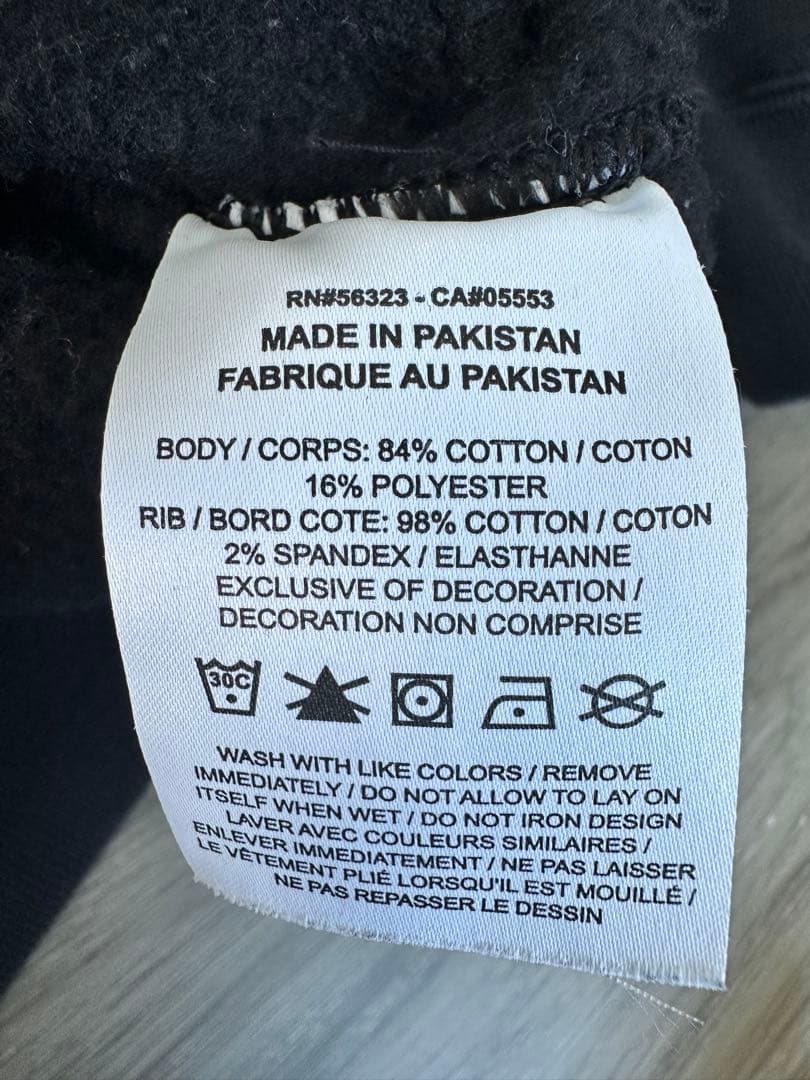 RN#56323 - CA#05553
MADE IN PAKISTAN
FABRIQUE AU PAKISTAN
BODY / CORPS: 84% COTTON / COTON
16% POLYESTER
RIB / BORD COTE: 98% COTTON / COTON
2% SPANDEX / ELASTHANNE
EXCLUSIVE OF DECORATION /
DECORATION NON COMPRISE
30C
WASH WITH LIKE COLORS / REMOVE
IMMEDIATELY / DO NOT ALLOW TO LAY ON
ITSELF WHEN WET / DO NOT IRON DESIGN
LAVER AVEC COULEURS SIMILAIRES /
ENLEVER IMMEDIATEMENT / NE PAS LAISSER
LE VÊTEMENT PLIÉ LORSQU'IL EST MOUILLÉ /
NE PAS REPASSER LE DESSIN